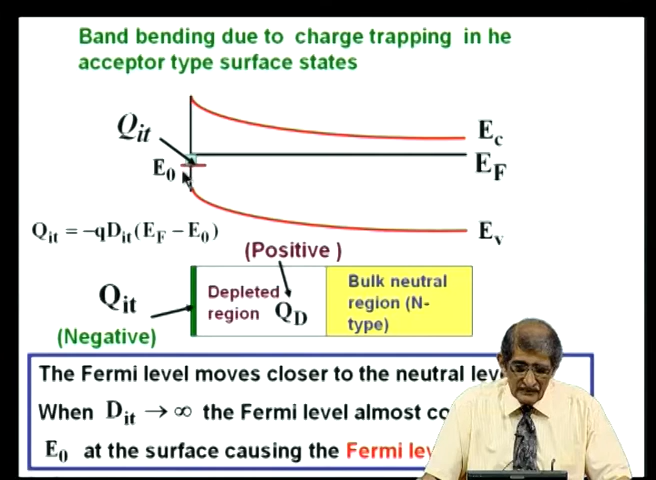 Band bending due to charge trapping in he
acceptor type surface states
Qit
Ec
E0
EF
Qit = -qDit(EF - E0)
Ev
(Positive )
Qit
Depleted
region QD
Bulk neutral
region (N-
type)
(Negative)
The Fermi level moves closer to the neutral
When Dit → ∞ the Fermi level almost
E0 at the surface causing the Fermi